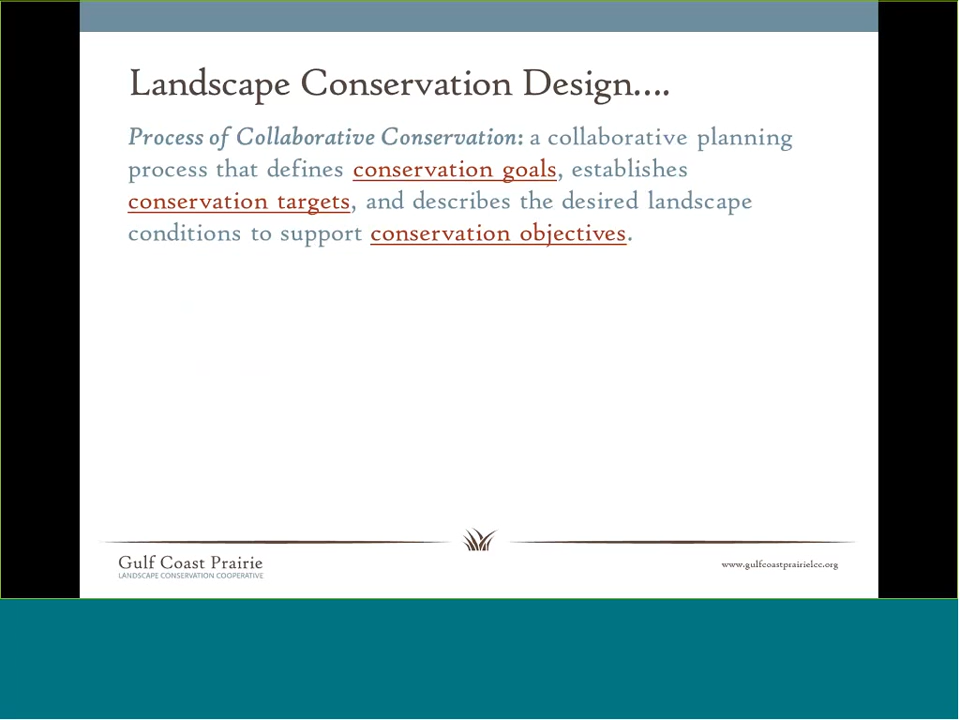 Landscape Conservation Design....
Process of Collaborative Conservation: a collaborative planning
process that defines conservation goals, establishes
conservation targets, and describes the desired landscape
conditions to support conservation objectives.
Gulf Coast Prairie
LANDSCAPE CONSERVATION COOPERATIVE
www.gulfcoastprairielcc.org